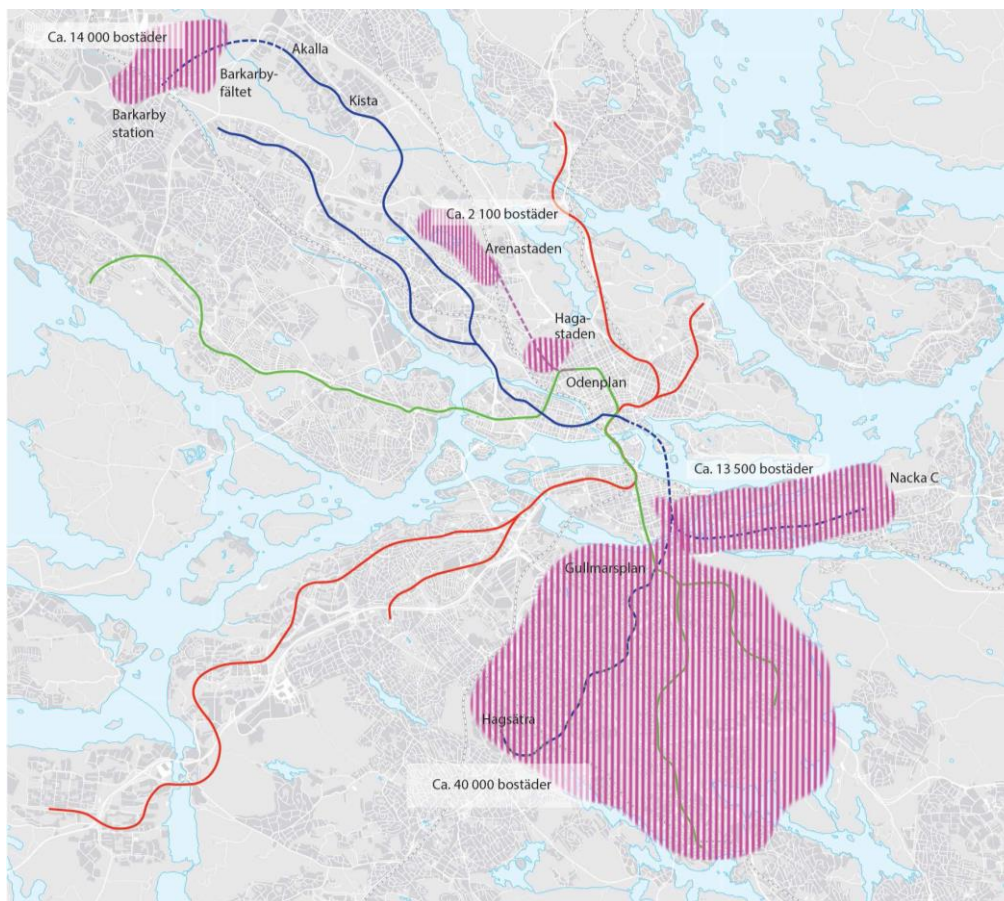 Ca. 14 000 bostäder
Akalla
Barkarby-
fältet
Kista
Barkarby
station
Ca. 2 100 bostäder
Arenastaden
Haga-
staden
Odenplan
Ca. 13 500 bostäder
Nacka C
Gullmarsplan
Hagsätra
Ca. 40 000 bostäder